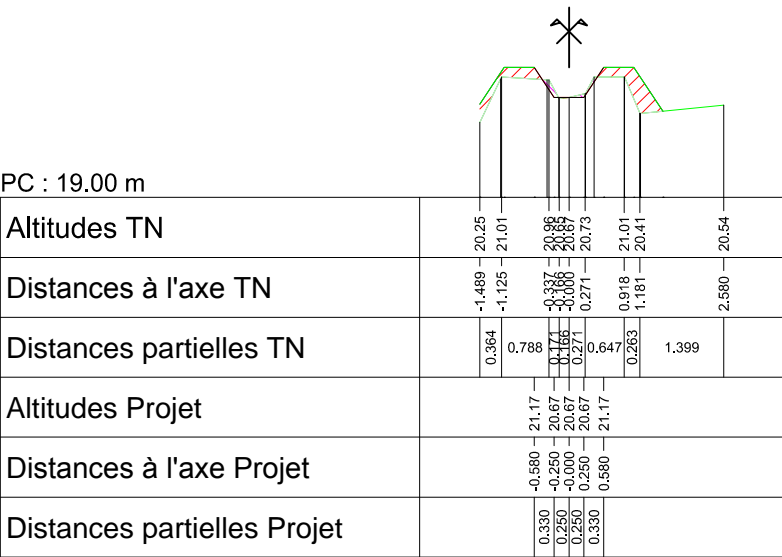 PC : 19.00 m
Altitudes TN
20.25 21.01 20.96 20.65 20.67 20.73 21.01 20.41 20.54
Distances à l'axe TN
-1.489 -1.125 -0.337 -0.166 -0.000 0.271 0.918 1.181 2.580
Distances partielles TN
0.364 0.788 0.171 0.166 0.271 0.647 0.263 1.399
Altitudes Projet
21.17 20.67 20.67 20.67 21.17
Distances à l'axe Projet
-0.580 -0.250 -0.000 0.250 0.580
Distances partielles Projet
0.330 0.250 0.250 0.330